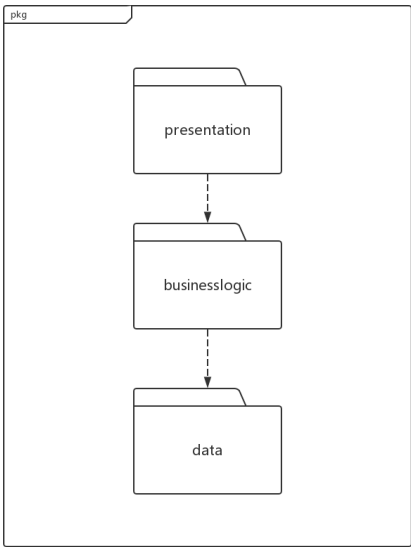 pkg
presentation
businesslogic
data